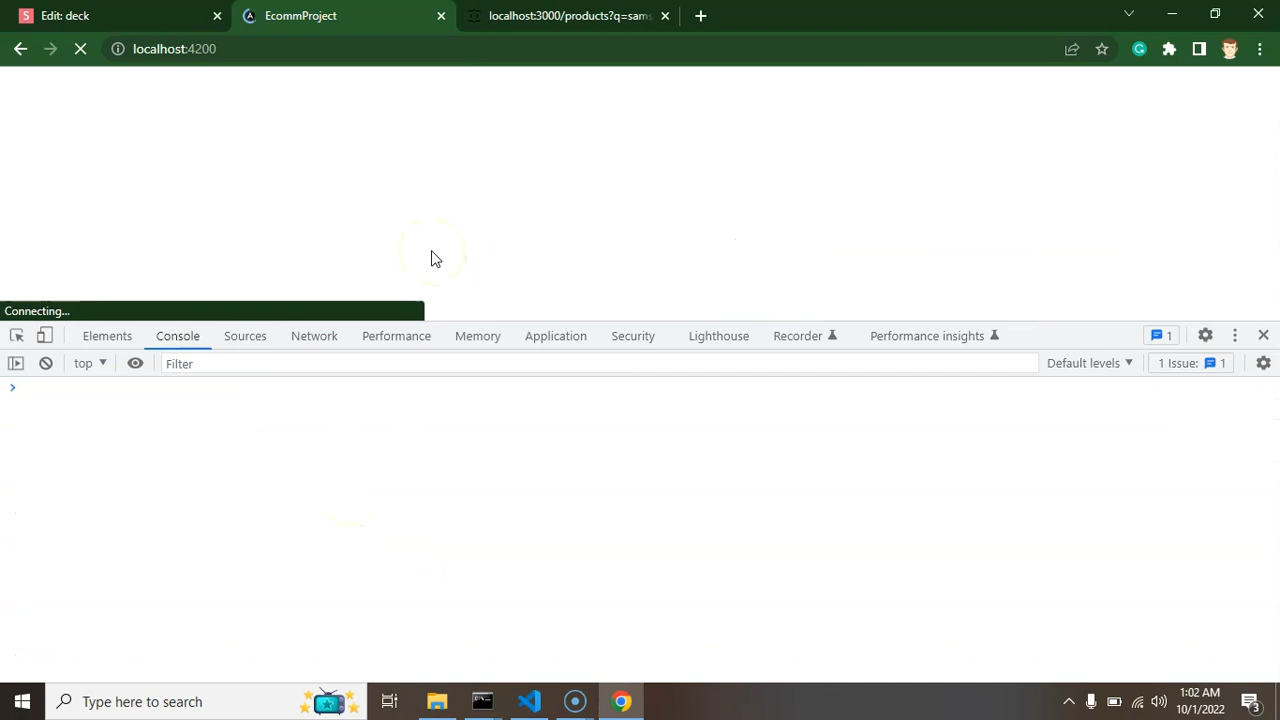 Edit: deck
EcommProject
localhost:3000/products?q=sams
localhost:4200
Connecting...
Elements Console Sources Network Performance Memory Application Security Lighthouse Recorder Performance insights 1
top Filter Default levels 1 Issue: 1
Type here to search
1:02 AM
10/1/2022
3